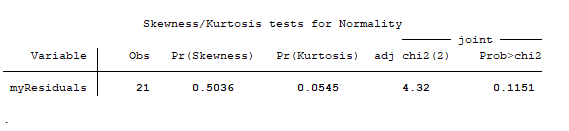 Skewness/Kurtosis tests for Normality
joint
Variable Obs Pr(Skewness) Pr(Kurtosis) adj chi2(2) Prob>chi2
myResiduals 21 0.5036 0.0545 4.32 0.1151
.